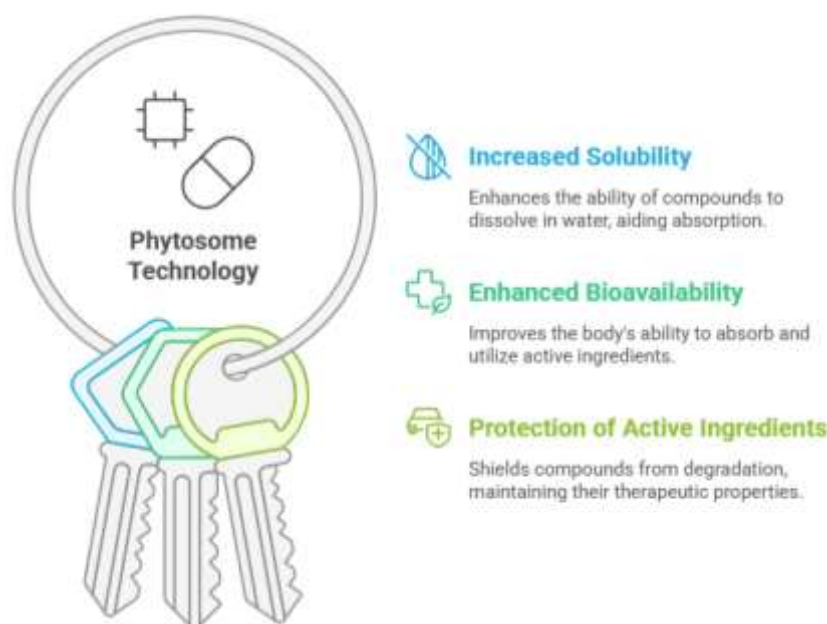 Phytosome
Technology
Increased Solubility
Enhances the ability of compounds to
dissolve in water, aiding absorption.
Enhanced Bioavailability
Improves the body's ability to absorb and
utilize active ingredients.
Protection of Active Ingredients
Shields compounds from degradation,
maintaining their therapeutic properties.